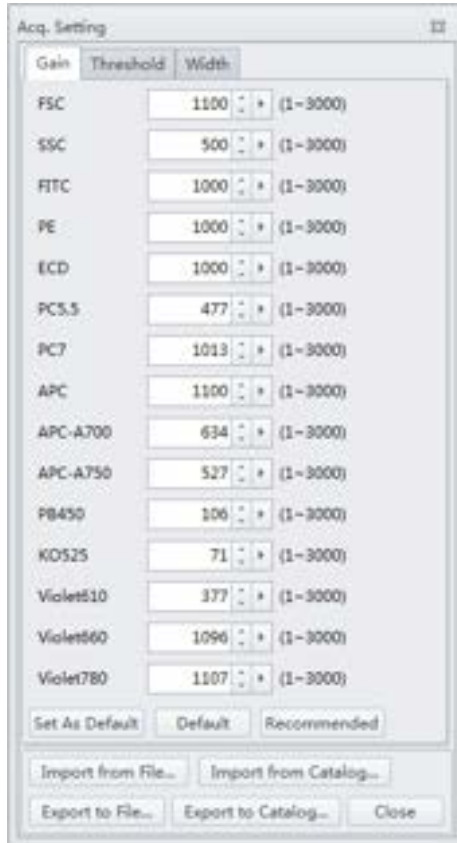 Acq. Setting
Gain Threshold Width
FSC 1100 (1~3000)
SSC 500 (1~3000)
FITC 1000 (1~3000)
PE 1000 (1~3000)
ECD 1000 (1~3000)
PC5.5 477 (1~3000)
PC7 1013 (1~3000)
APC 1100 (1~3000)
APC-A700 634 (1~3000)
APC-A750 527 (1~3000)
PB450 106 (1~3000)
KO525 71 (1~3000)
Violet610 377 (1~3000)
Violet660 1096 (1~3000)
Violet780 1107 (1~3000)
Set As Default Default Recommended
Import from File... Import from Catalog...
Export to File... Export to Catalog... Close